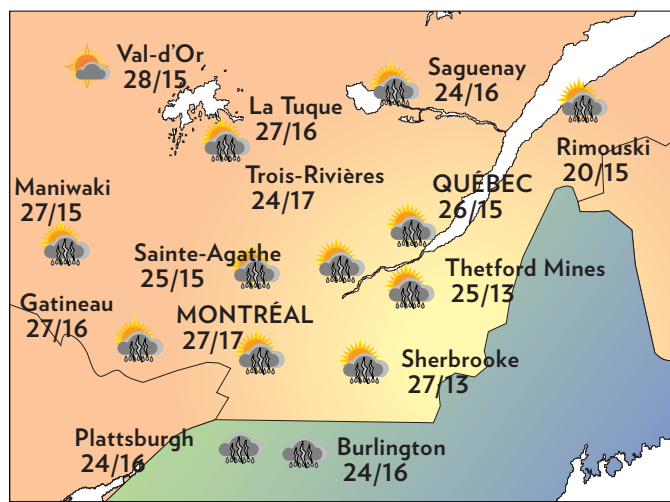 Val-d'Or
28/15
Saguenay
24/16
La Tuque
27/16
Rimouski
20/15
Trois-Rivières
24/17
QUÉBEC
26/15
Maniwaki
27/15
Sainte-Agathe
25/15
Thetford Mines
25/13
Gatineau
27/16
MONTRÉAL
27/17
Sherbrooke
27/13
Plattsburgh
24/16
Burlington
24/16